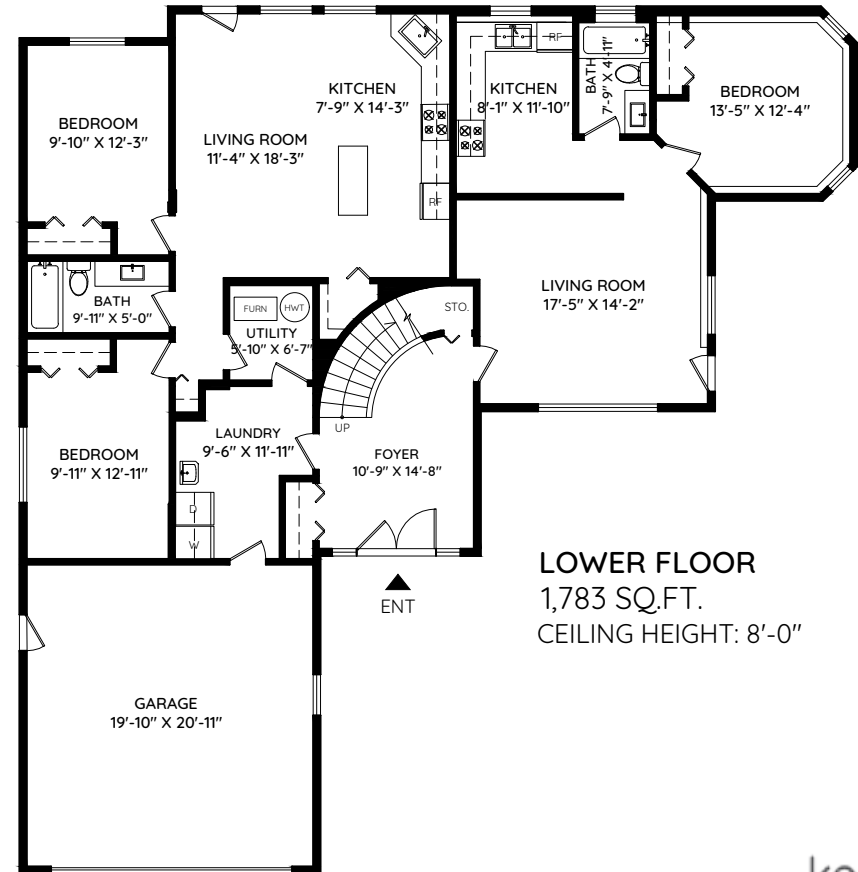 KITCHEN
7'-9" X 14'-3"
RF
KITCHEN
8'-1" X 11'-10"
RF
BATH
7'-9" X 4'-11"
BEDROOM
13'-5" X 12'-4"
BEDROOM
9'-10" X 12'-3"
LIVING ROOM
11'-4" X 18'-3"
LIVING ROOM
17'-5" X 14'-2"
BATH
9'-11" X 5'-0"
FURN
HWT
UTILITY
5'-10" X 6'-7"
STO.
UP
BEDROOM
9'-11" X 12'-11"
LAUNDRY
9'-6" X 11'-11"
D
W
FOYER
10'-9" X 14'-8"
ENT
LOWER FLOOR
1,783 SQ.FT.
CEILING HEIGHT: 8'-0"
GARAGE
19'-10" X 20'-11"